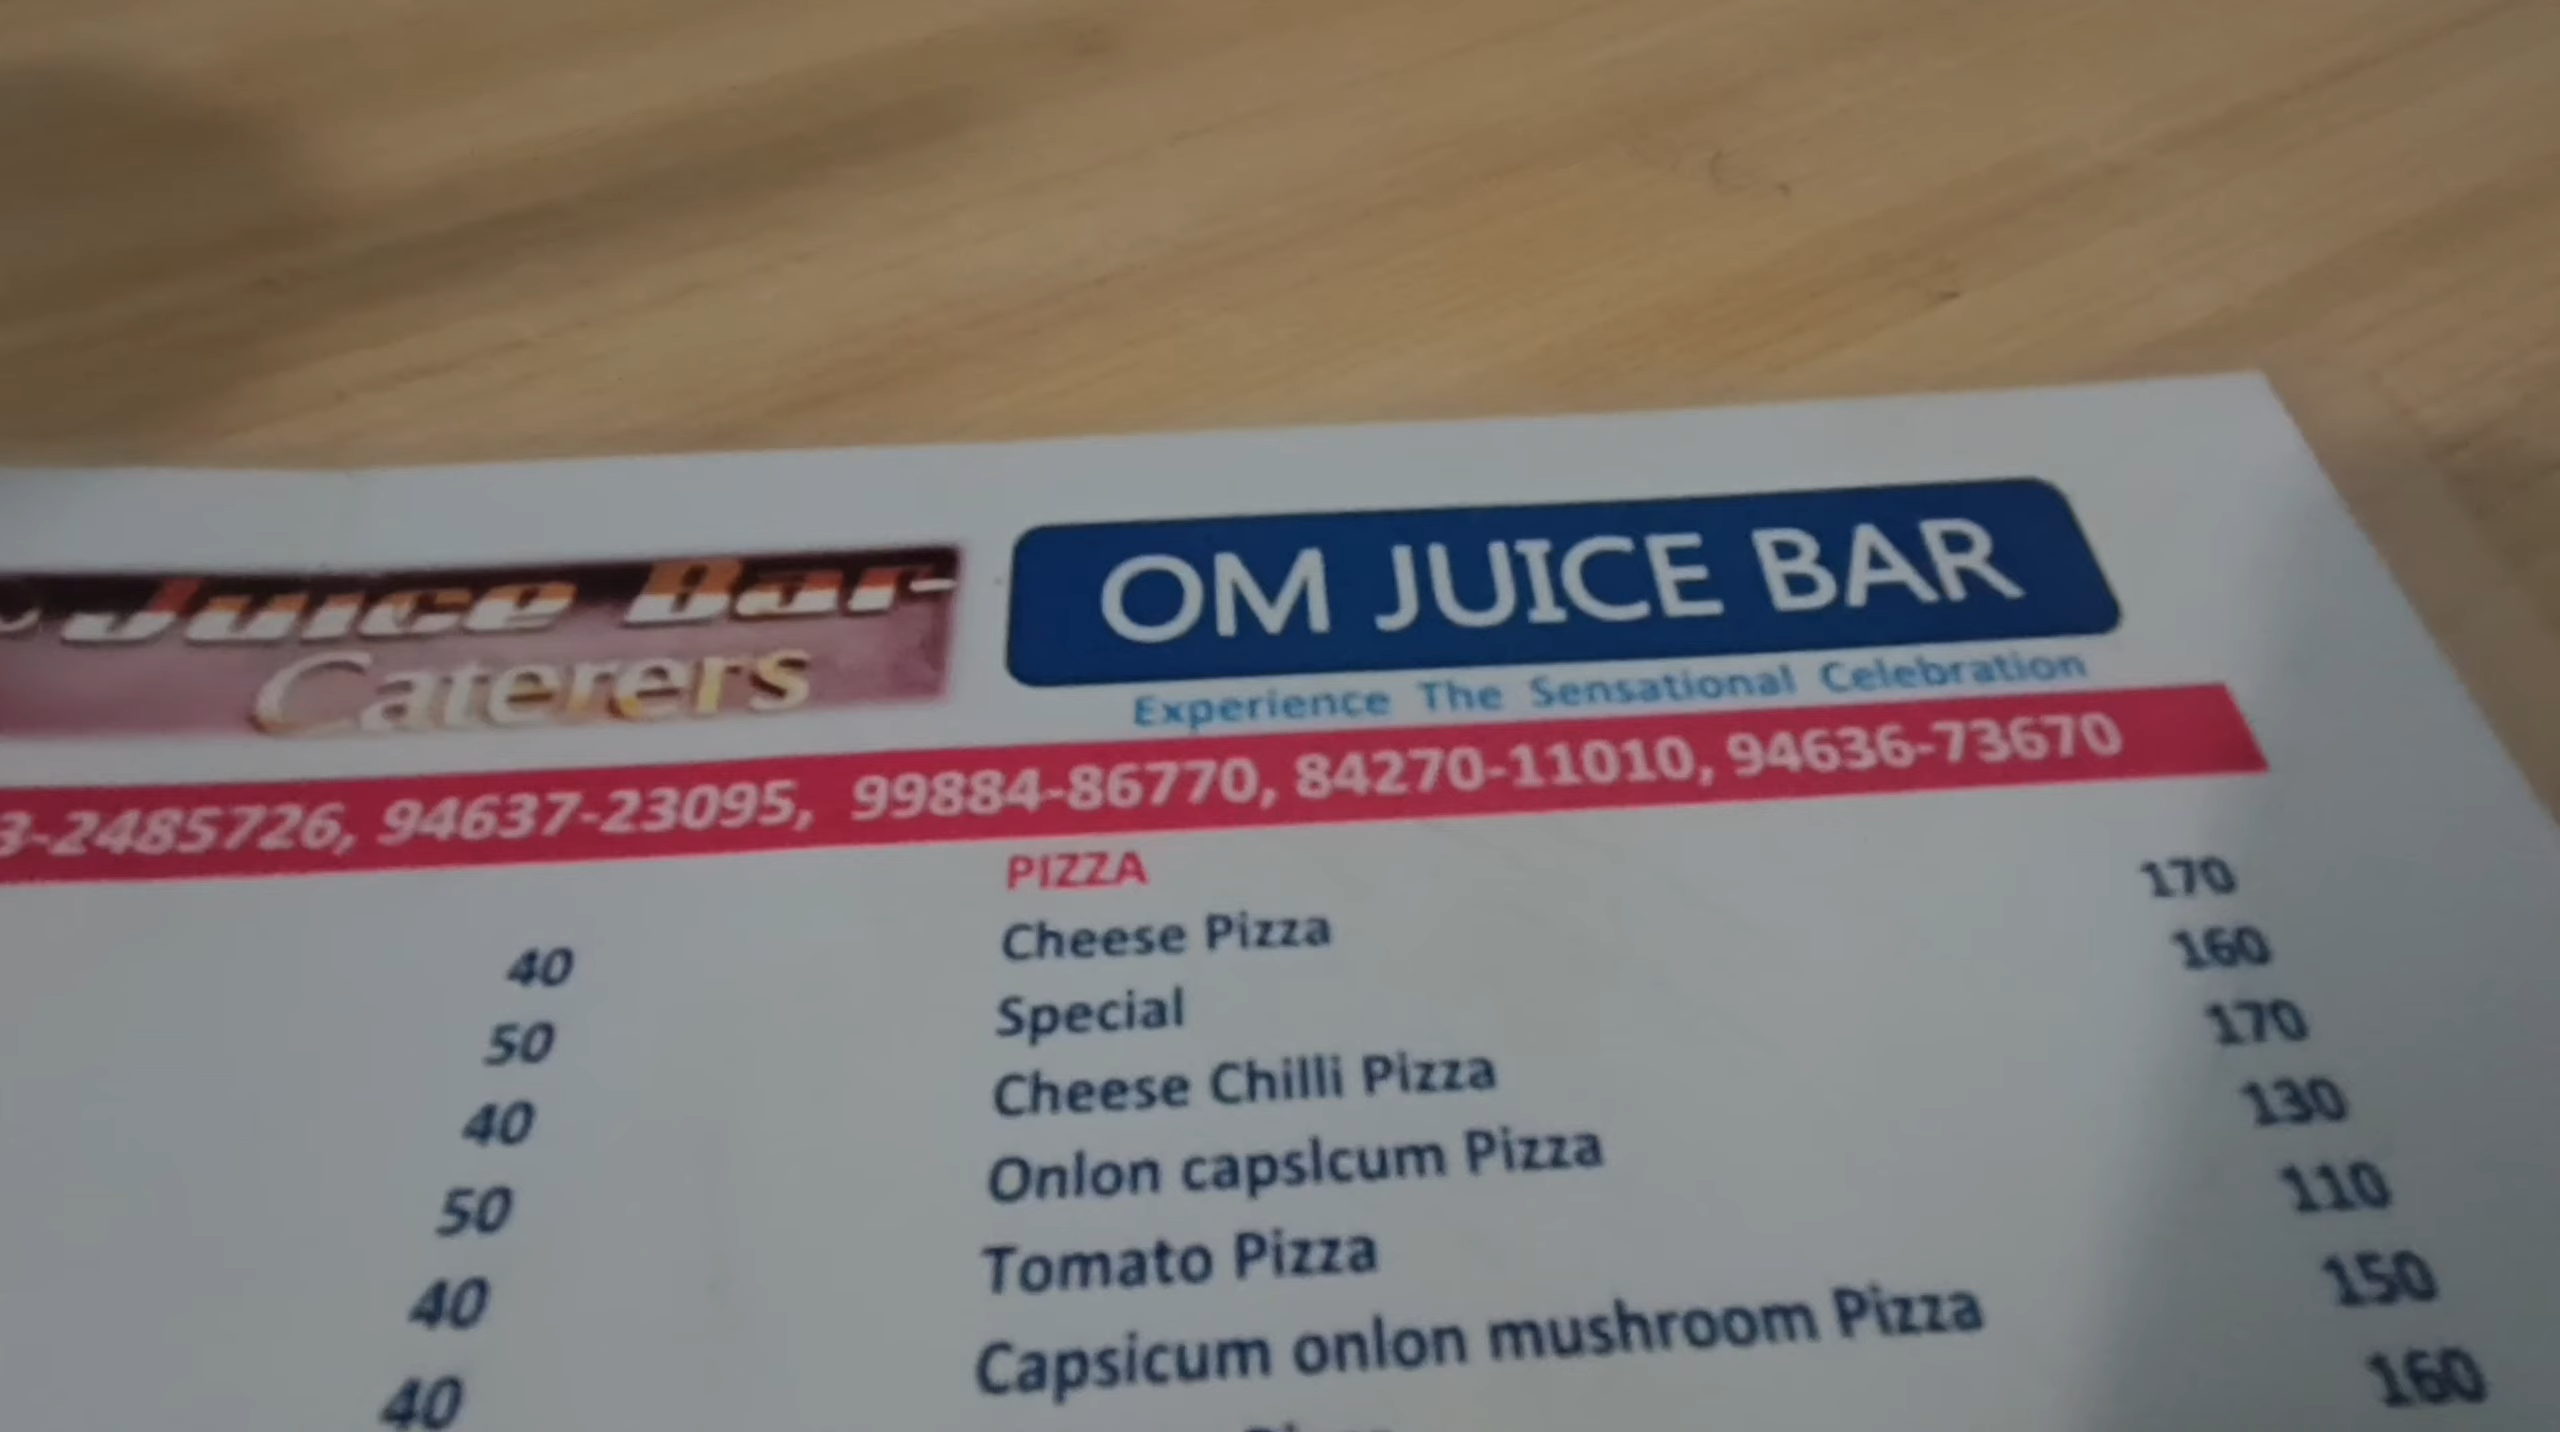 Juice Bar
Caterers
OM JUICE BAR
Experience The Sensational Celebration
3-2485726, 94637-23095, 99884-86770, 84270-11010, 94636-73670
PIZZA
170
40
Cheese Pizza
160
50
Special
170
40
Cheese Chilli Pizza
130
50
Onlon capslcum Pizza
110
40
Tomato Pizza
150
40
Capsicum onlon mushroom Pizza
160